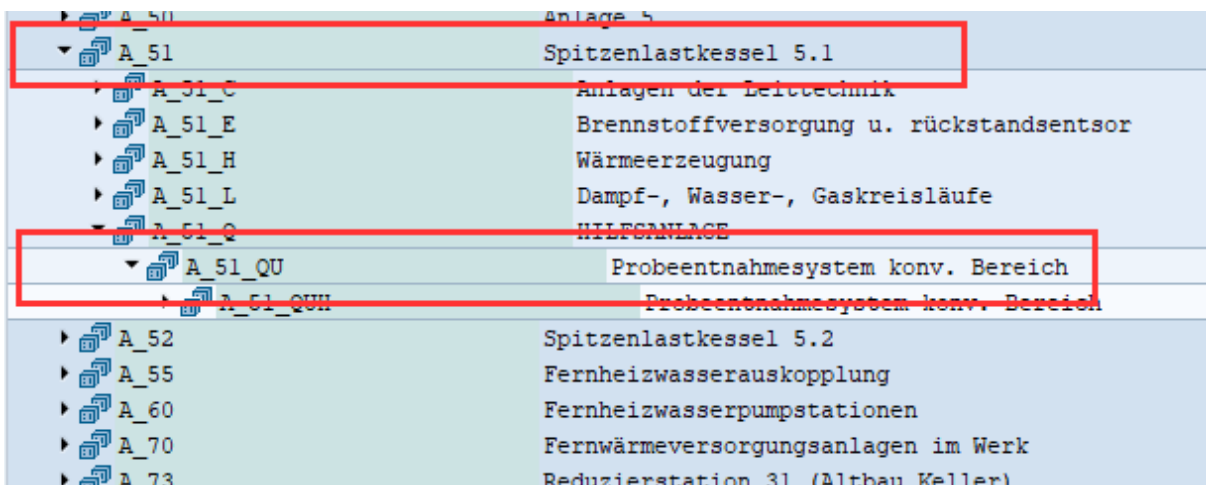 A_50 Anlage 5
A_51 Spitzenlastkessel 5.1
A_51_C Anlagen der Leittechnik
A_51_E Brennstoffversorgung u. rückstandsentsor
A_51_H Wärmeerzeugung
A_51_L Dampf-, Wasser-, Gaskreisläufe
A_51_Q HILFSANLAGE
A_51_QU Probeentnahmesystem konv. Bereich
A_51_QUH Probeentnahmesystem konv. Bereich
A_52 Spitzenlastkessel 5.2
A_55 Fernheizwasserauskopplung
A_60 Fernheizwasserpumpstationen
A_70 Fernwärmeversorgungsanlagen im Werk
A_73 Reduzierstation 31 (Altbau Keller)